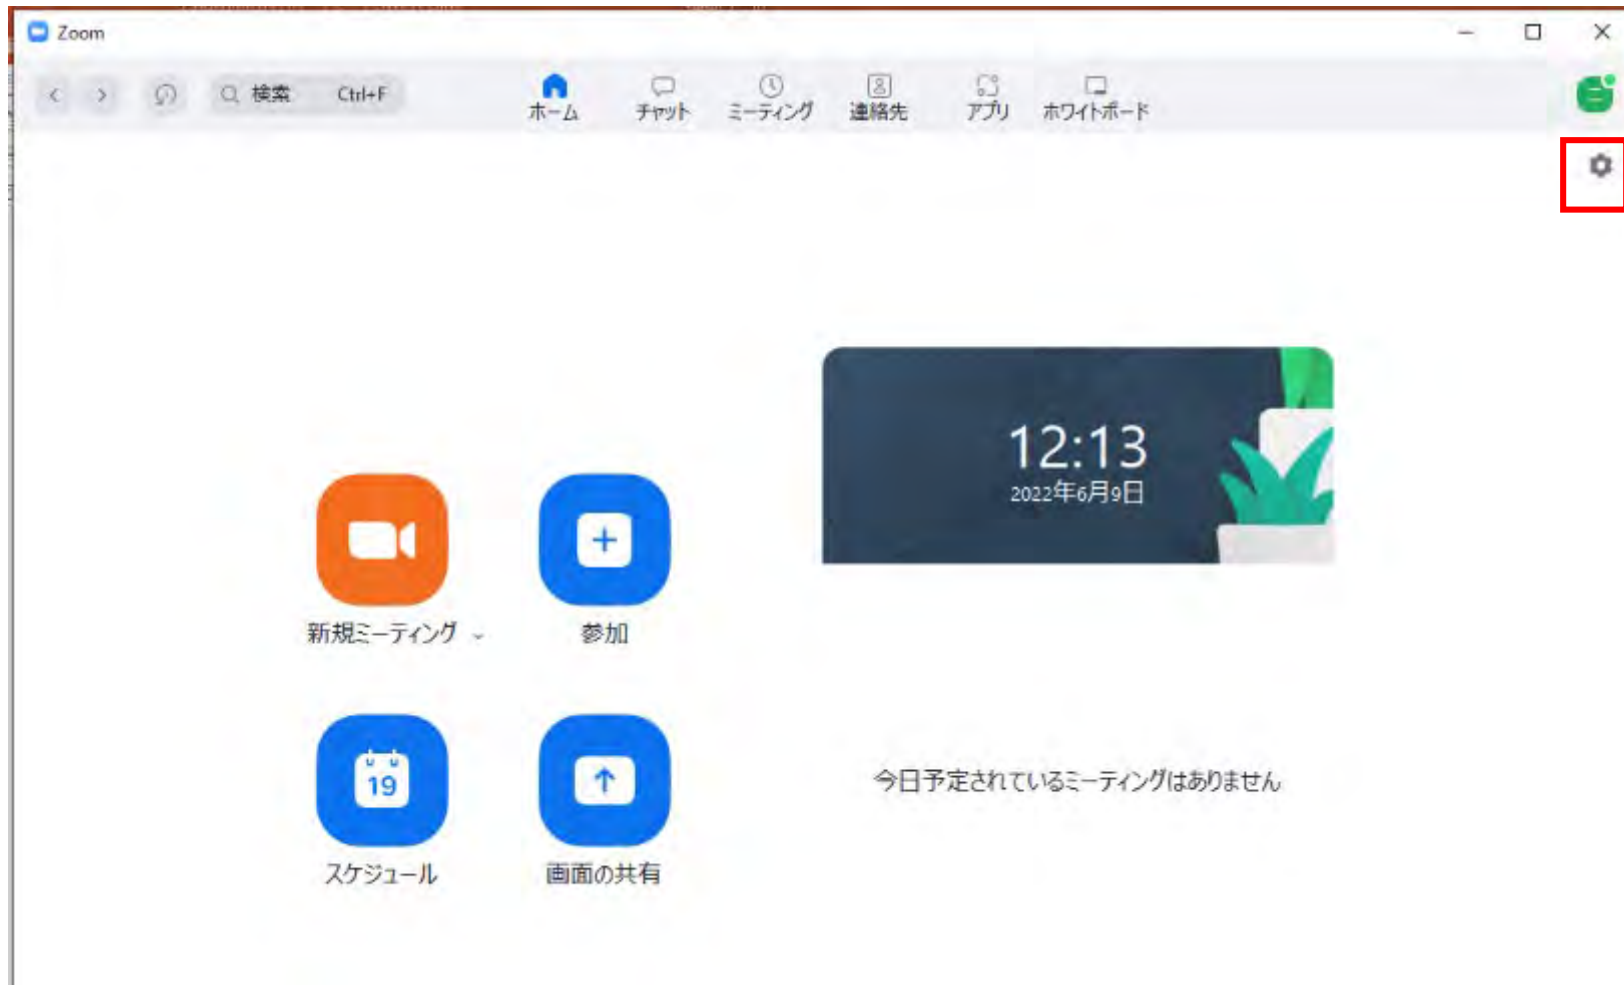 Zoom
検索 Ctrl+F
ホーム
チャット
ミーティング
連絡先
アプリ
ホワイトボード
12:13
2022年6月9日
新規ミーティング
参加
19
スケジュール
画面の共有
今日予定されているミーティングはありません